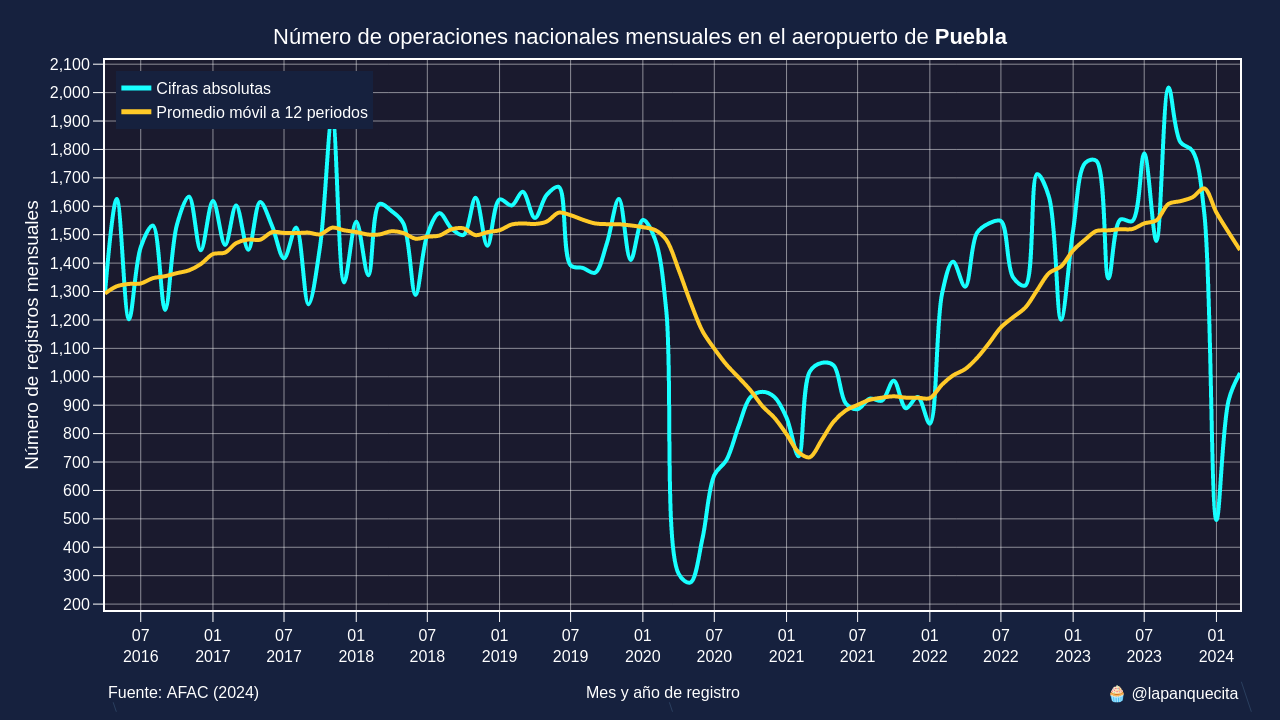 Número de operaciones nacionales mensuales en el aeropuerto de Puebla
Cifras absolutas
Promedio móvil a 12 periodos
Número de registros mensuales
2,100
2,000
1,900
1,800
1,700
1,600
1,500
1,400
1,300
1,200
1,100
1,000
900
800
700
600
500
400
300
200
07 01 07 01 07 01 07 01 07 01 07 01 07 01 07 01
2016 2017 2017 2018 2018 2019 2019 2020 2020 2021 2021 2022 2022 2023 2023 2024
Fuente: AFAC (2024) Mes y año de registro 🧁 @lapanquecita